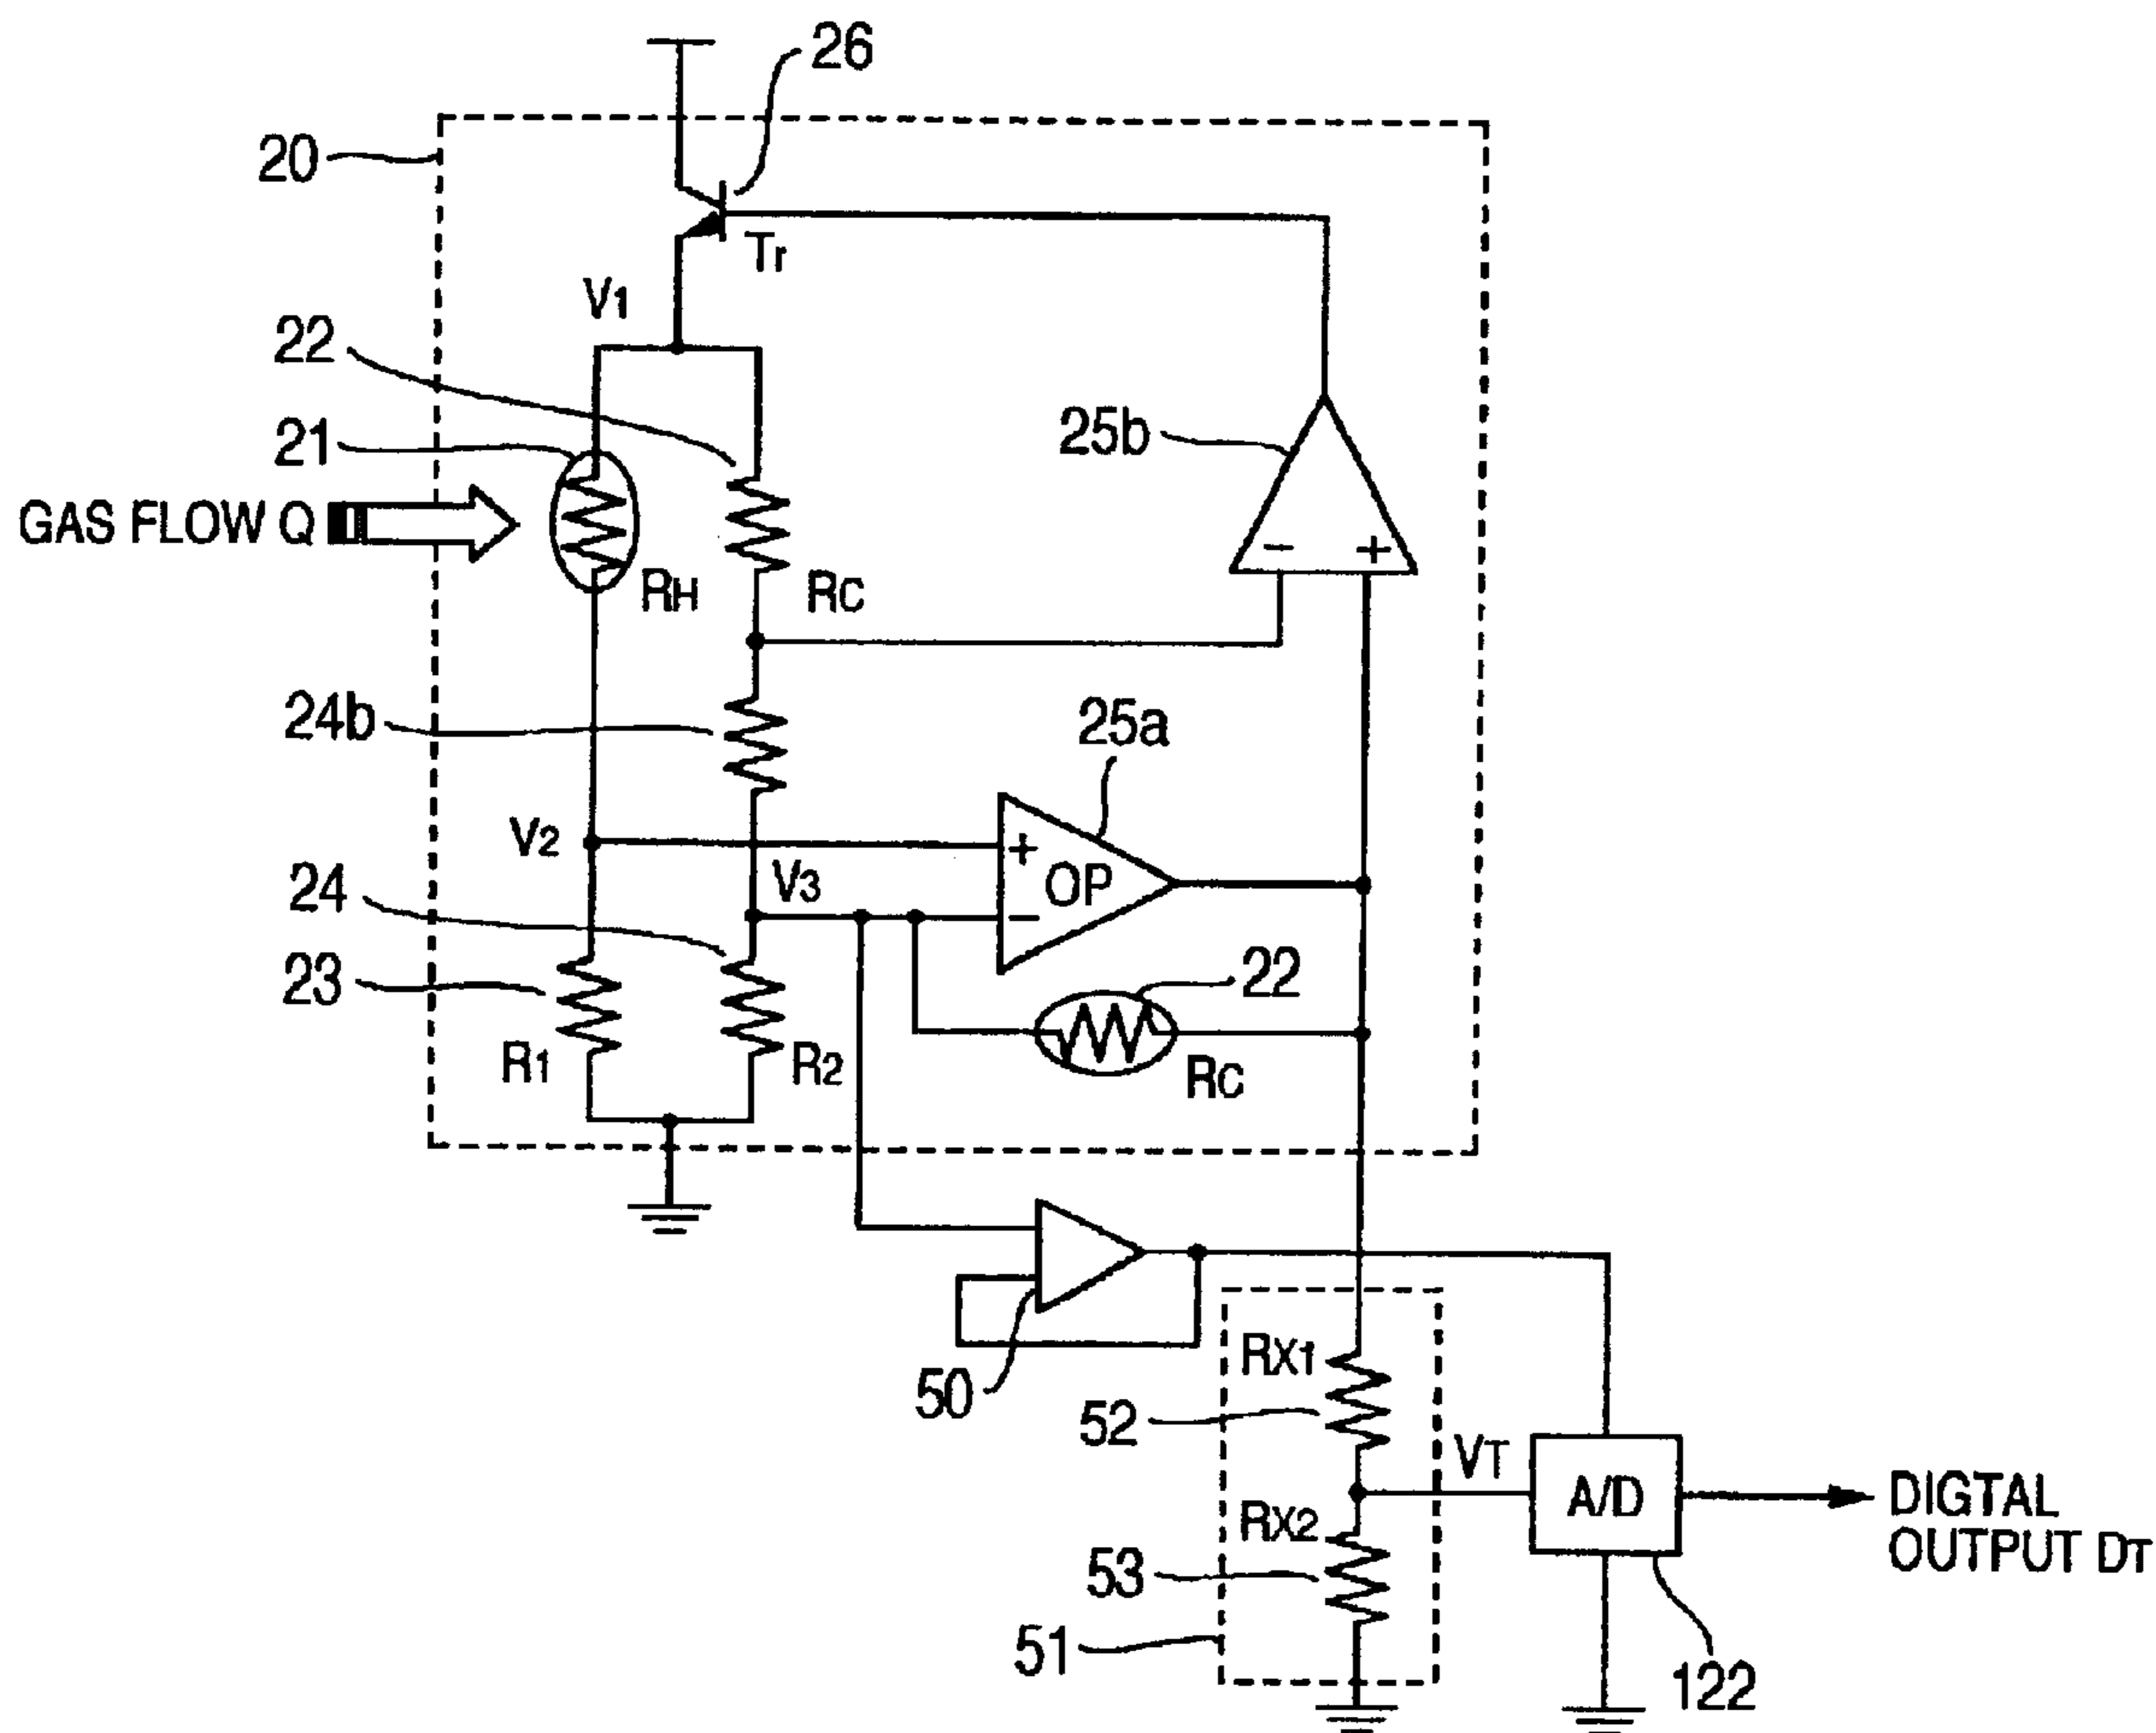 26
20
Tr
V1
22
21
25b
GAS FLOW Q
RH
RC
− +
24b
25a
V2
+
OP
−
V3
24
22
23
R1
R2
RC
50
RX1
52
VT
A/D
DIGTAL
OUTPUT DT
RX2
53
51
122